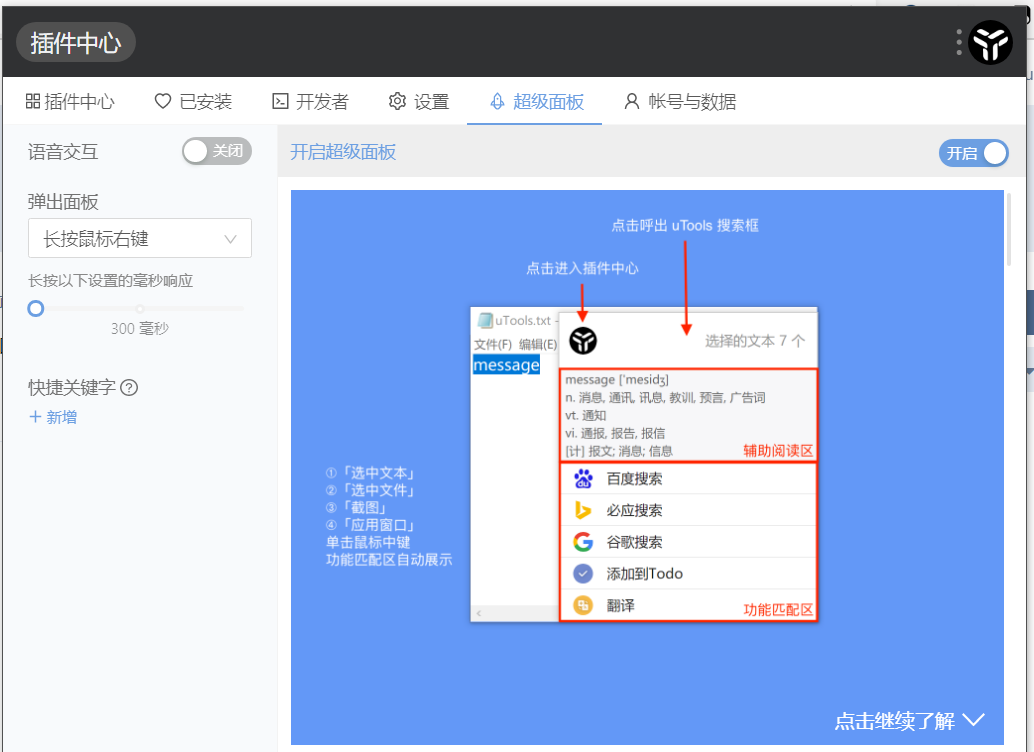 插件中心
插件中心 已安装 开发者 设置 超级面板 帐号与数据
语音交互 关闭
开启超级面板 开启
弹出面板
长按鼠标右键
长按以下设置的毫秒响应
300 毫秒
快捷关键字
+ 新增
点击呼出 uTools 搜索框
点击进入插件中心
uTools.txt -
文件(F) 编辑(E)
message
选择的文本 7 个
message ['mesidʒ]
n. 消息, 通讯, 讯息, 教训, 预言, 广告词
vt. 通知
vi. 通报, 报告, 报信
[计] 报文; 消息; 信息
辅助阅读区
百度搜索
必应搜索
谷歌搜索
添加到Todo
翻译
功能匹配区
①「选中文本」
②「选中文件」
③「截图」
④「应用窗口」
单击鼠标中键
功能匹配区自动展示
点击继续了解